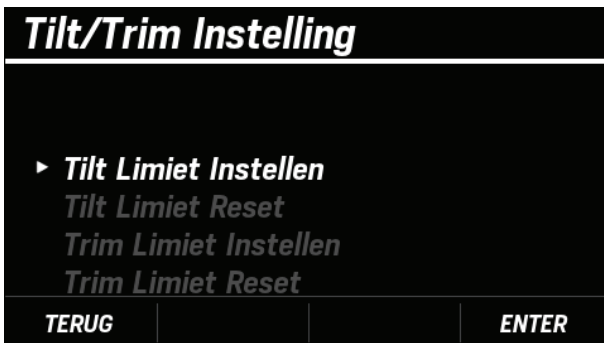 Tilt/Trim Instelling
▶ Tilt Limiet Instellen
Tilt Limiet Reset
Trim Limiet Instellen
Trim Limiet Reset
TERUG ENTER